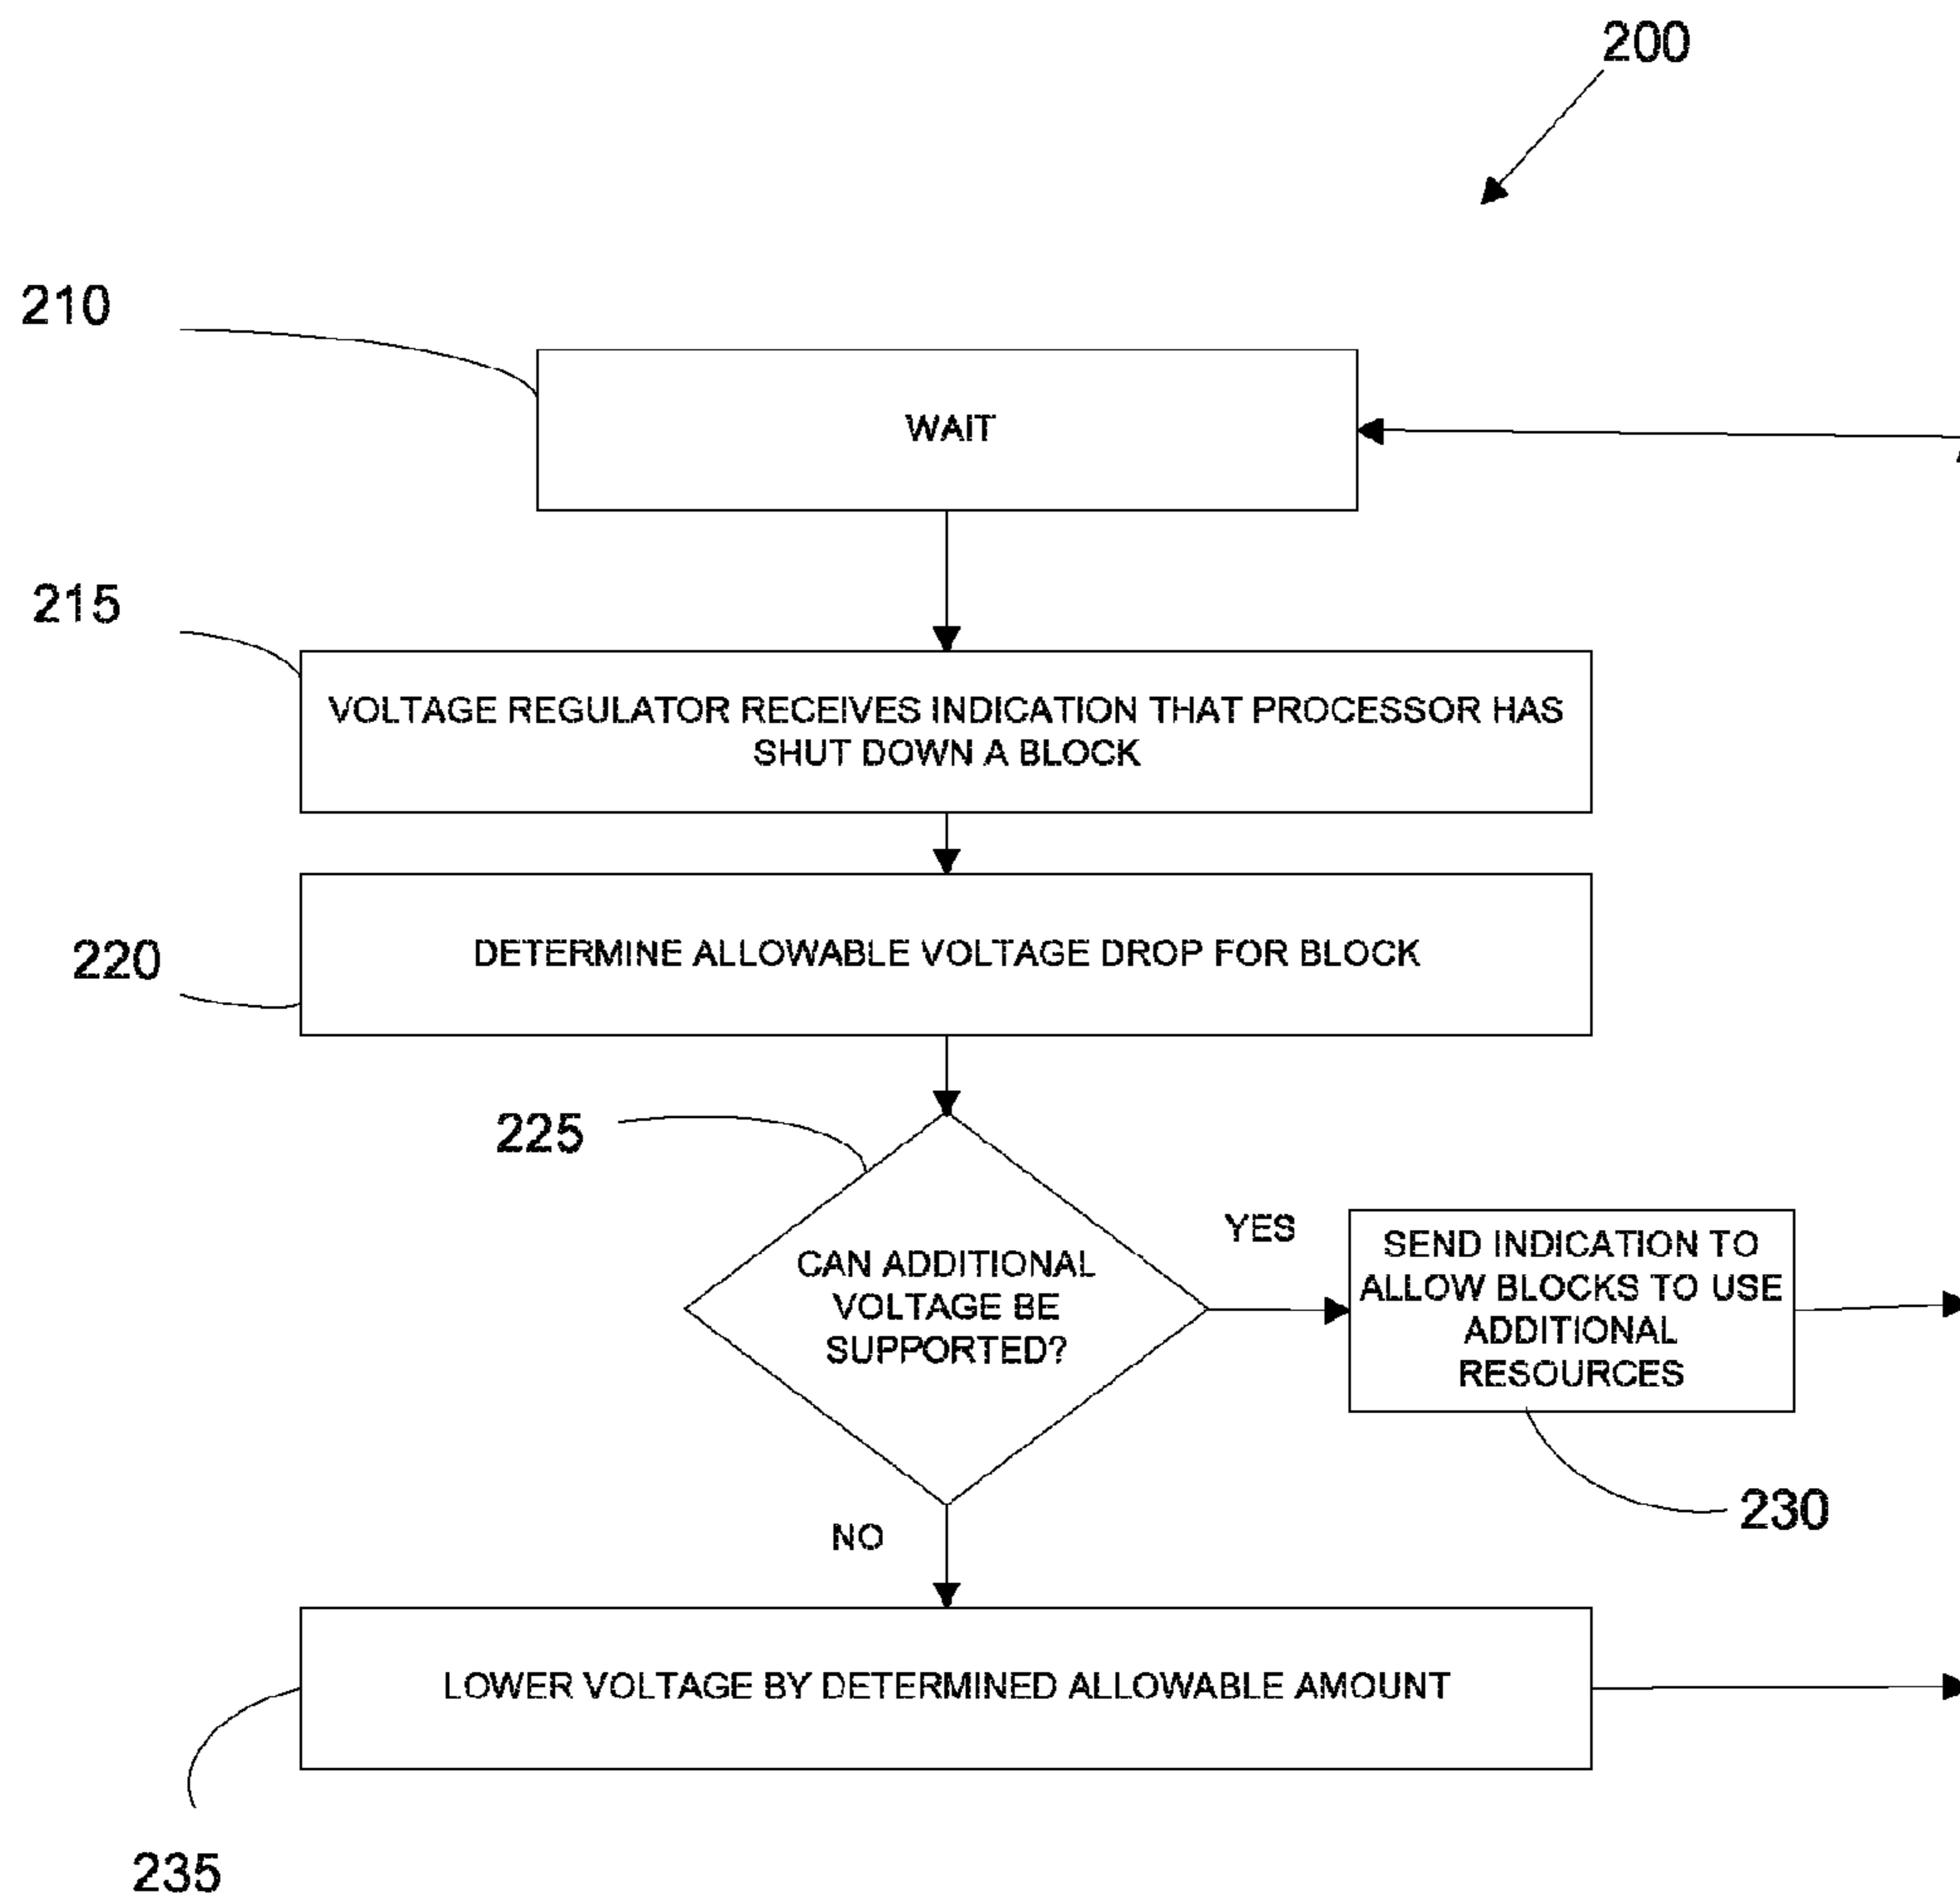 200
210
WAIT
215
VOLTAGE REGULATOR RECEIVES INDICATION THAT PROCESSOR HAS
SHUT DOWN A BLOCK
220
DETERMINE ALLOWABLE VOLTAGE DROP FOR BLOCK
225
CAN ADDITIONAL
VOLTAGE BE
SUPPORTED?
YES
SEND INDICATION TO
ALLOW BLOCKS TO USE
ADDITIONAL
RESOURCES
230
NO
LOWER VOLTAGE BY DETERMINED ALLOWABLE AMOUNT
235